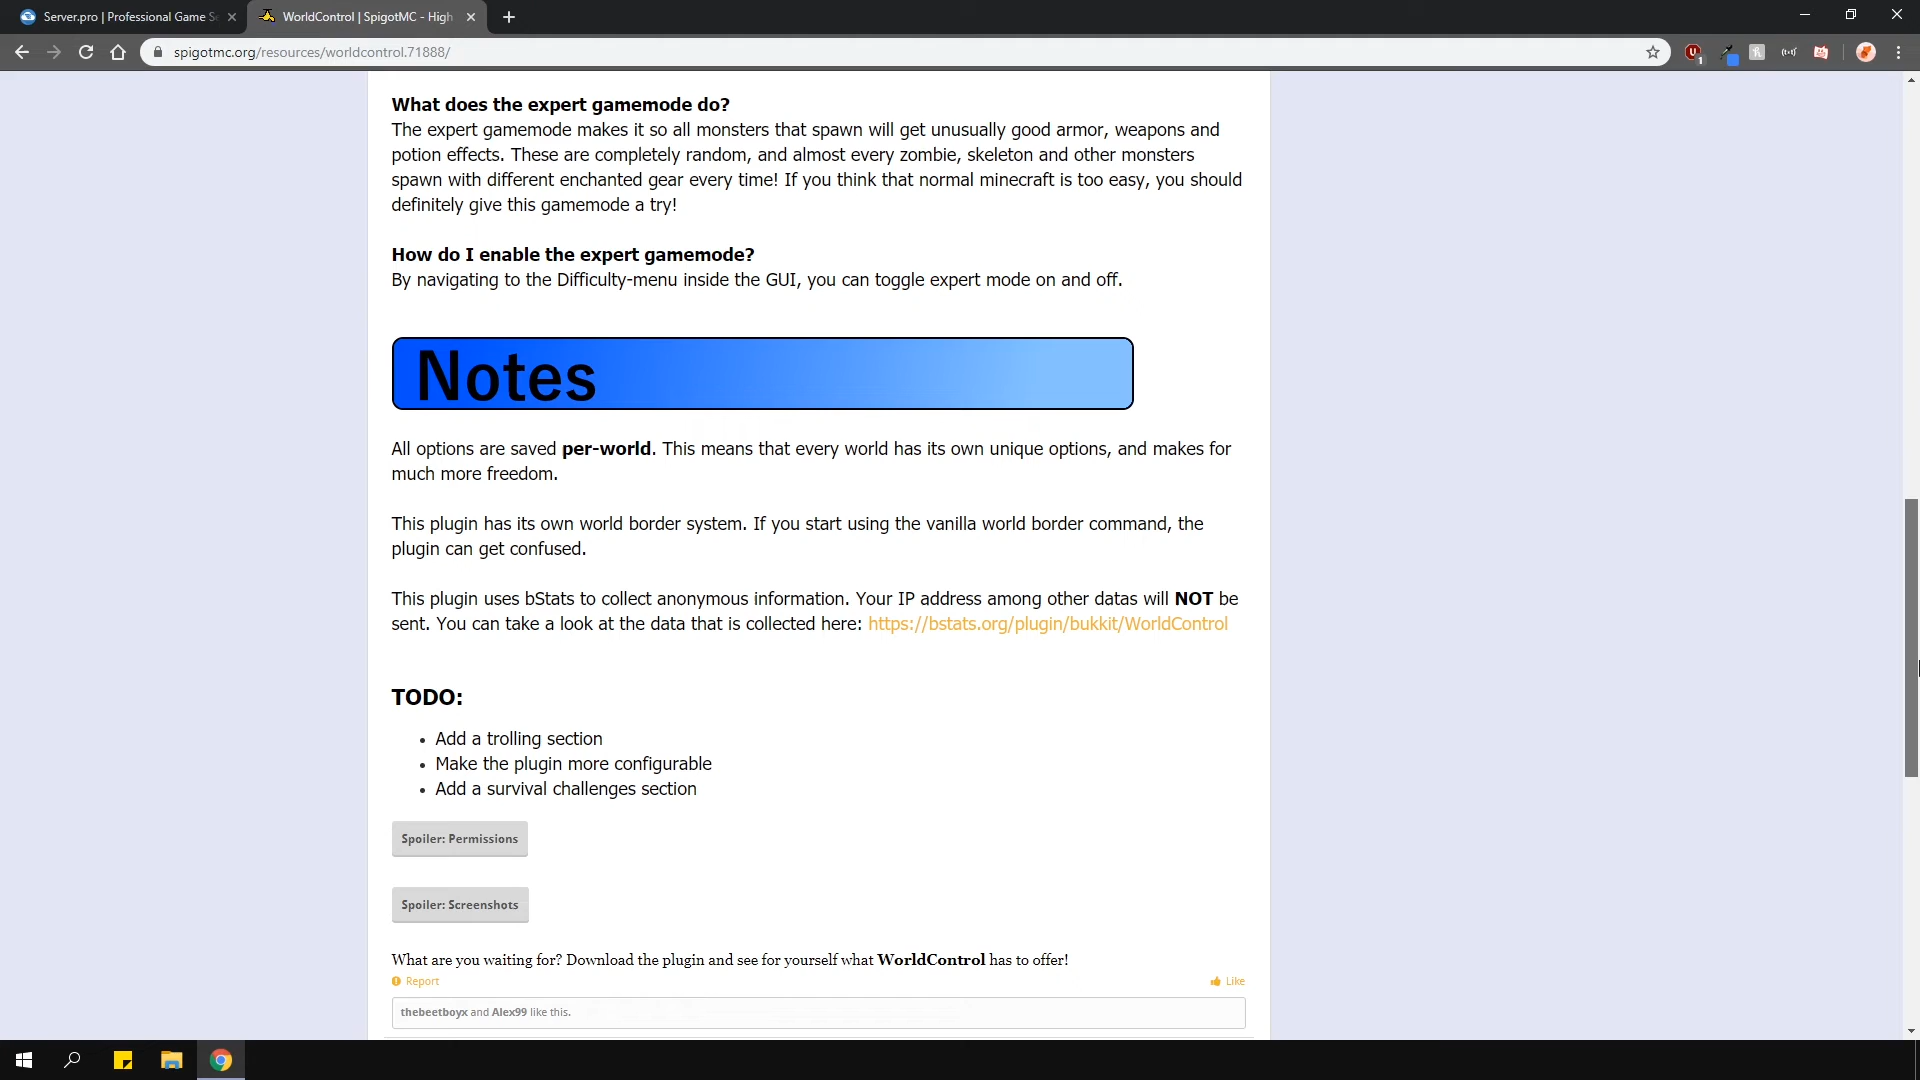 Server.pro | Professional Game Se
WorldControl | SpigotMC - High
spigotmc.org/resources/worldcontrol.71888/
1
What does the expert gamemode do?
The expert gamemode makes it so all monsters that spawn will get unusually good armor, weapons and
potion effects. These are completely random, and almost every zombie, skeleton and other monsters
spawn with different enchanted gear every time! If you think that normal minecraft is too easy, you should
definitely give this gamemode a try!
How do I enable the expert gamemode?
By navigating to the Difficulty-menu inside the GUI, you can toggle expert mode on and off.
Notes
All options are saved per-world. This means that every world has its own unique options, and makes for
much more freedom.
This plugin has its own world border system. If you start using the vanilla world border command, the
plugin can get confused.
This plugin uses bStats to collect anonymous information. Your IP address among other datas will NOT be
sent. You can take a look at the data that is collected here: https://bstats.org/plugin/bukkit/WorldControl
TODO:
• Add a trolling section
• Make the plugin more configurable
• Add a survival challenges section
Spoiler: Permissions
Spoiler: Screenshots
What are you waiting for? Download the plugin and see for yourself what WorldControl has to offer!
Report
Like
thebeetboyx and Alex99 like this.